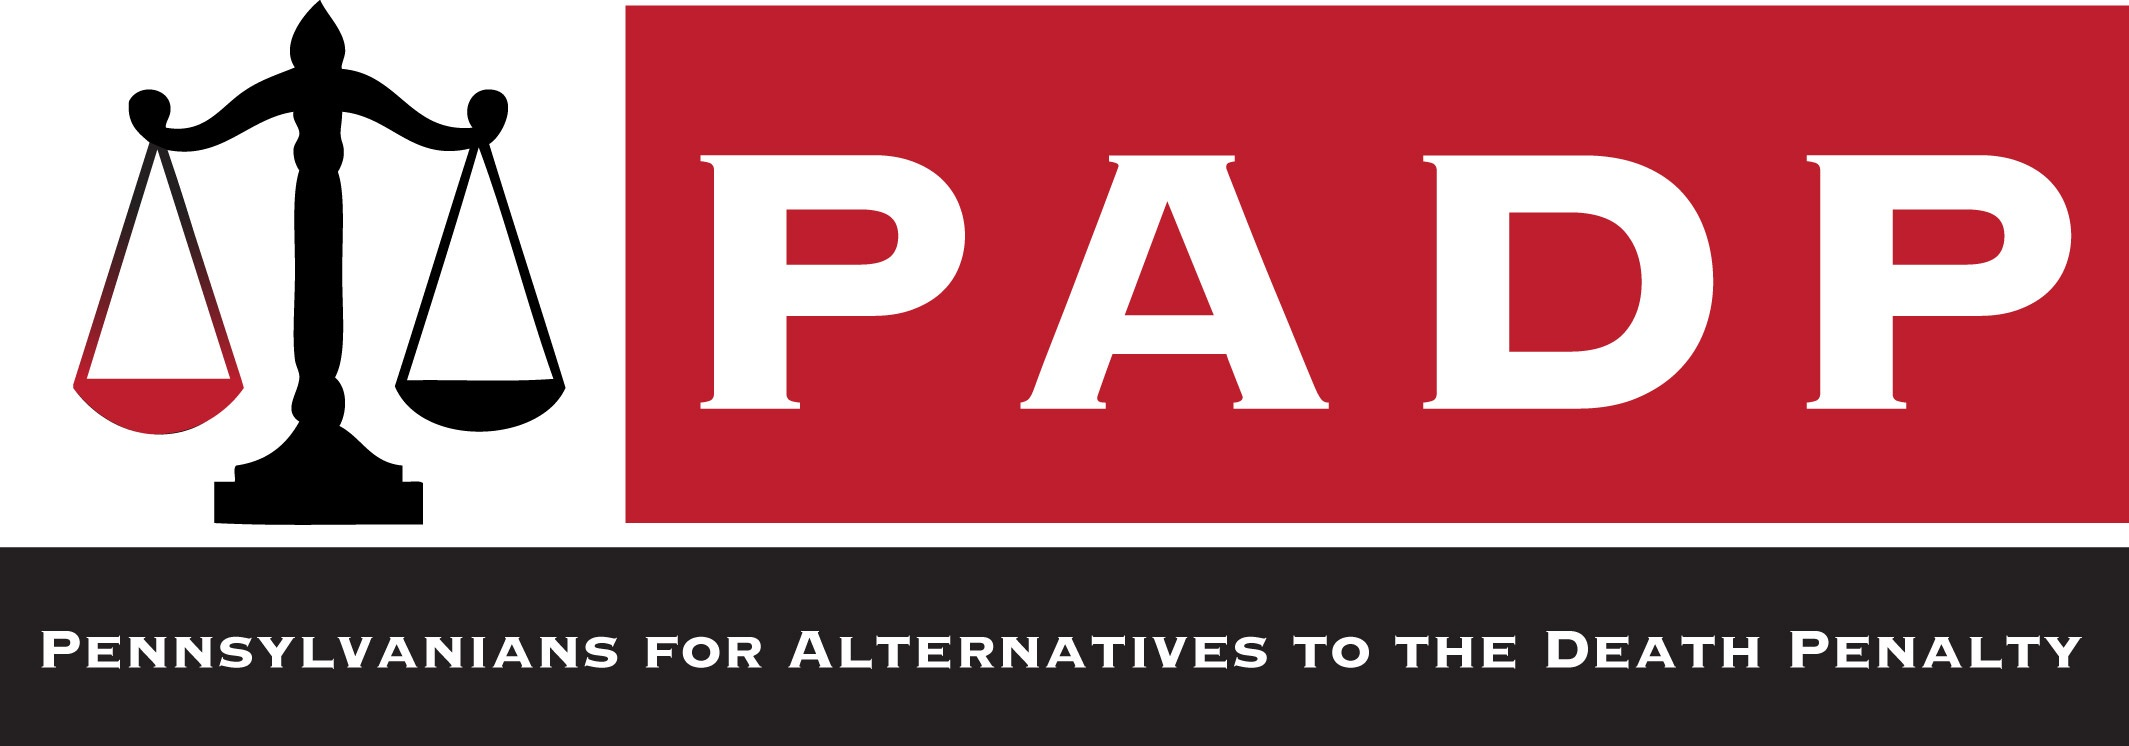 PADP
Pennsylvanians for Alternatives to the Death Penalty